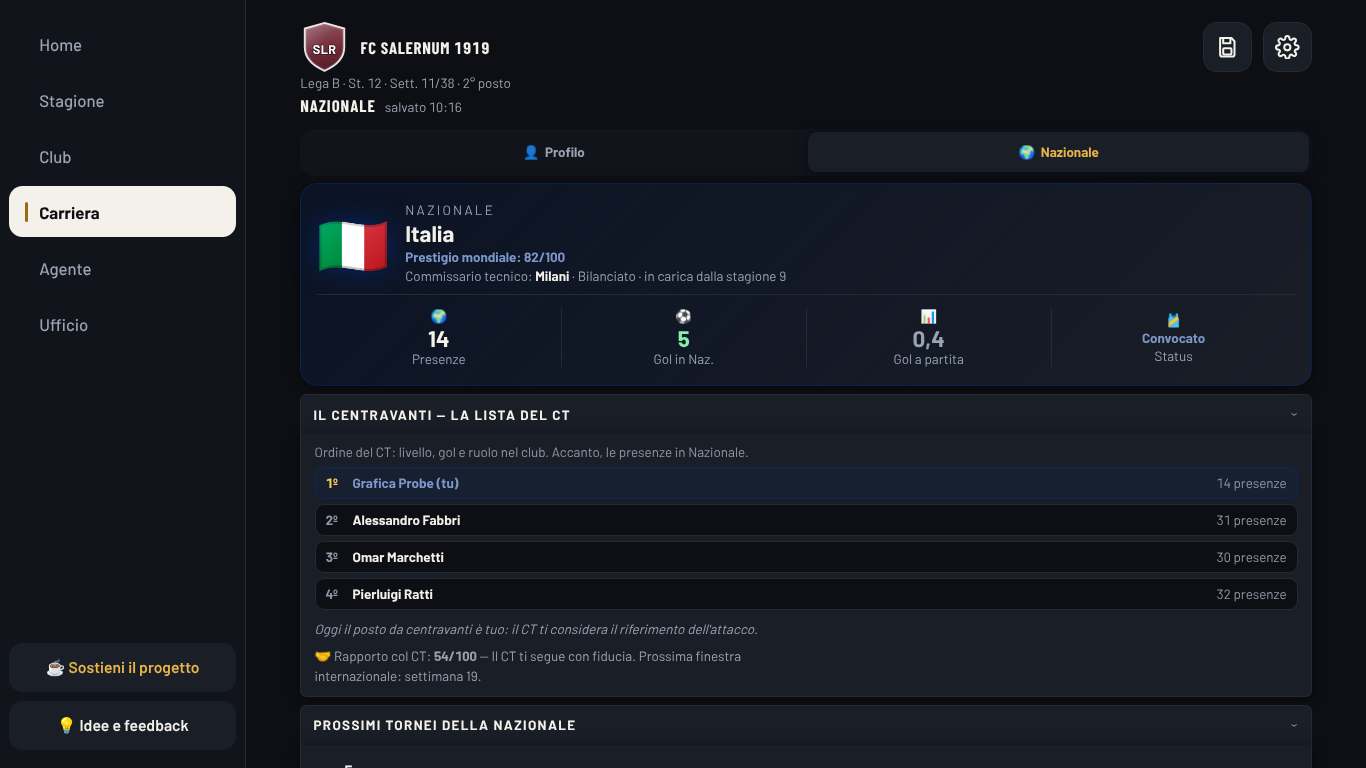 Home
Stagione
Club
Carriera
Agente
Ufficio
Sostieni il progetto
Idee e feedback
SLR
FC SALERNUM 1919
Lega B · St. 12 · Sett. 11/38 · 2° posto
NAZIONALE salvato 10:16
Profilo
Nazionale
NAZIONALE
Italia
Prestigio mondiale: 82/100
Commissario tecnico: Milani · Bilanciato · in carica dalla stagione 9
14
Presenze
5
Gol in Naz.
0,4
Gol a partita
Convocato
Status
IL CENTRAVANTI — LA LISTA DEL CT
Ordine del CT: livello, gol e ruolo nel club. Accanto, le presenze in Nazionale.
1º Grafica Probe (tu) 14 presenze
2º Alessandro Fabbri 31 presenze
3º Omar Marchetti 30 presenze
4º Pierluigi Ratti 32 presenze
Oggi il posto da centravanti è tuo: il CT ti considera il riferimento dell'attacco.
Rapporto col CT: 54/100 — Il CT ti segue con fiducia. Prossima finestra
internazionale: settimana 19.
PROSSIMI TORNEI DELLA NAZIONALE